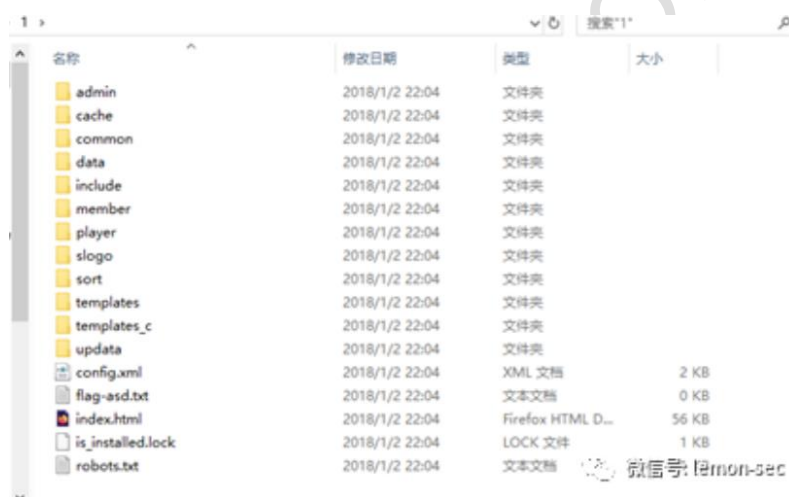 1 ›
搜索"1"
名称 修改日期 类型 大小
admin 2018/1/2 22:04 文件夹
cache 2018/1/2 22:04 文件夹
common 2018/1/2 22:04 文件夹
data 2018/1/2 22:04 文件夹
include 2018/1/2 22:04 文件夹
member 2018/1/2 22:04 文件夹
player 2018/1/2 22:04 文件夹
slogo 2018/1/2 22:04 文件夹
sort 2018/1/2 22:04 文件夹
templates 2018/1/2 22:04 文件夹
templates_c 2018/1/2 22:04 文件夹
updata 2018/1/2 22:04 文件夹
config.xml 2018/1/2 22:04 XML 文档 2 KB
flag-asd.txt 2018/1/2 22:04 文本文档 0 KB
index.html 2018/1/2 22:04 Firefox HTML D... 56 KB
is_installed.lock 2018/1/2 22:04 LOCK 文件 1 KB
robots.txt 2018/1/2 22:04 文本文档
微信号: lemon-sec